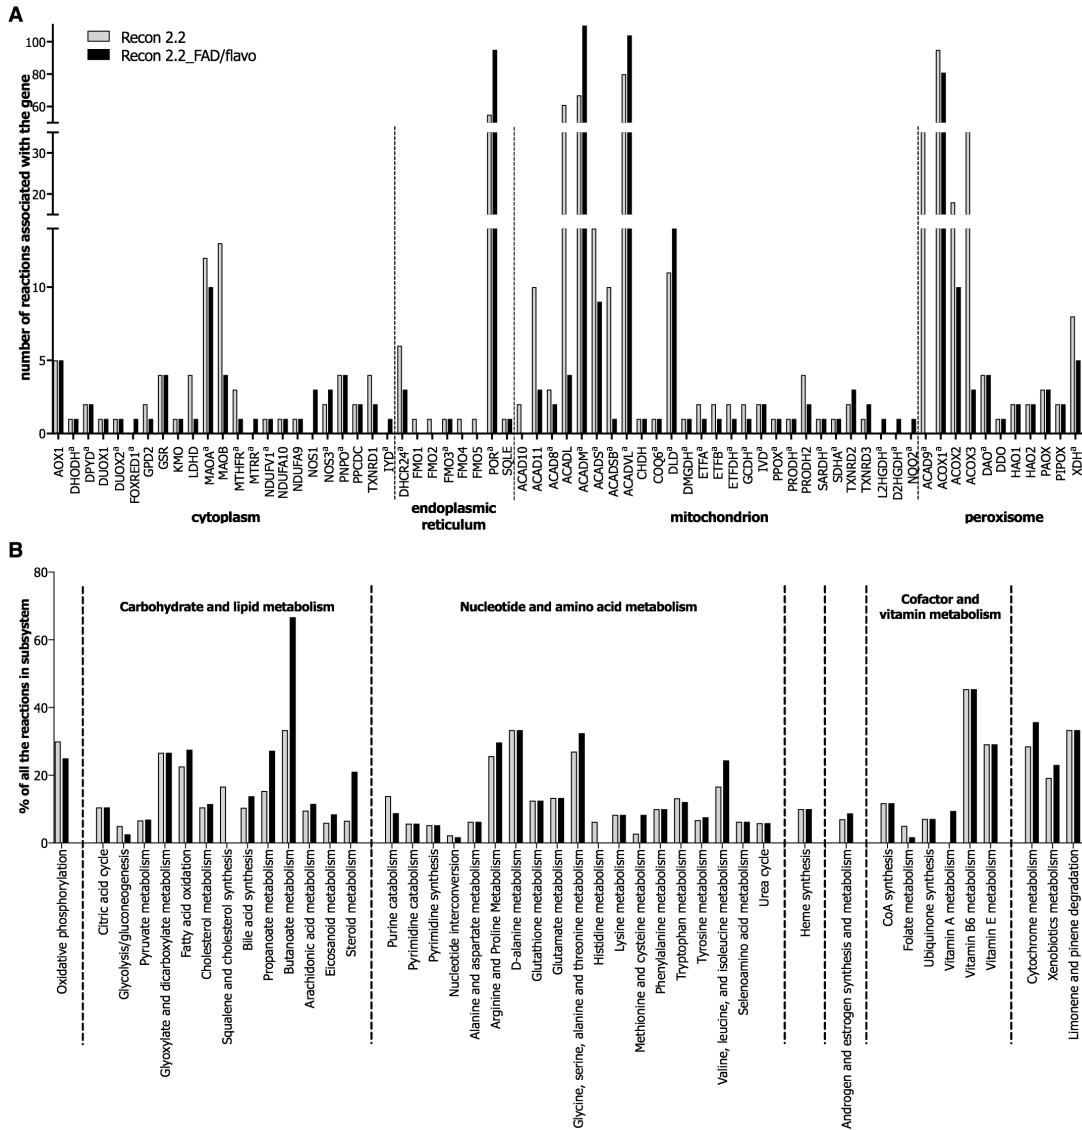 A
Recon 2.2
Recon 2.2_FAD/flavo
number of reactions associated with the gene
100
80
60
30
20
10
5
0
AOX1
DHODHª
DPYDª
DUOX1
DUOX2ª
FOXRED1ª
GPD2
GSR
KMO
LDHD
MAOAª
MAOB
MTHFRª
MTRRª
NDUFV1ª
NDUFA10
NDUFA9
NOS1
NOS3ª
PNPOª
PPCDC
TXNRD1
IYDª
DHCR24ª
FMO1
FMO2
FMO3ª
FMO4
FMO5
PORª
SQLE
ACAD10
ACAD11
ACAD8ª
ACADL
ACADMª
ACADSª
ACADSBª
ACADVLª
CHDH
COQ6ª
DLDª
DMGDHª
ETFAª
ETFBª
ETFDHª
GCDHª
IVDª
PPOXª
PRODHª
PRODH2
SARDHª
SDHAª
TXNRD2
TXNRD3
L2HGDHª
D2HGDHª
NQO2ª
ACAD9ª
ACOX1ª
ACOX2
ACOX3
DAOª
DDO
HAO1
HAO2
PAOX
PIPOX
XDHª
cytoplasm
endoplasmic
reticulum
mitochondrion
peroxisome
B
% of all the reactions in subsystem
80
60
40
20
0
Carbohydrate and lipid metabolism
Nucleotide and amino acid metabolism
Cofactor and
vitamin metabolism
Oxidative phosphorylation
Citric acid cycle
Glycolysis/gluconeogenesis
Pyruvate metabolism
Glyoxylate and dicarboxylate metabolism
Fatty acid oxidation
Cholesterol metabolism
Squalene and cholesterol synthesis
Bile acid synthesis
Propanoate metabolism
Butanoate metabolism
Arachidonic acid metabolism
Eicosanoid metabolism
Steroid metabolism
Purine catabolism
Pyrimidine catabolism
Pyrimidine synthesis
Nucleotide interconversion
Alanine and aspartate metabolism
Arginine and Proline Metabolism
D-alanine metabolism
Glutathione metabolism
Glutamate metabolism
Glycine, serine, alanine and threonine metabolism
Histidine metabolism
Lysine metabolism
Methionine and cysteine metabolism
Phenylalanine metabolism
Tryptophan metabolism
Tyrosine metabolism
Valine, leucine, and isoleucine metabolism
Selenoamino acid metabolism
Urea cycle
Heme synthesis
Androgen and estrogen synthesis and metabolism
CoA synthesis
Folate metabolism
Ubiquinone synthesis
Vitamin A metabolism
Vitamin B6 metabolism
Vitamin E metabolism
Cytochrome metabolism
Xenobiotics metabolism
Limonene and pinene degradation